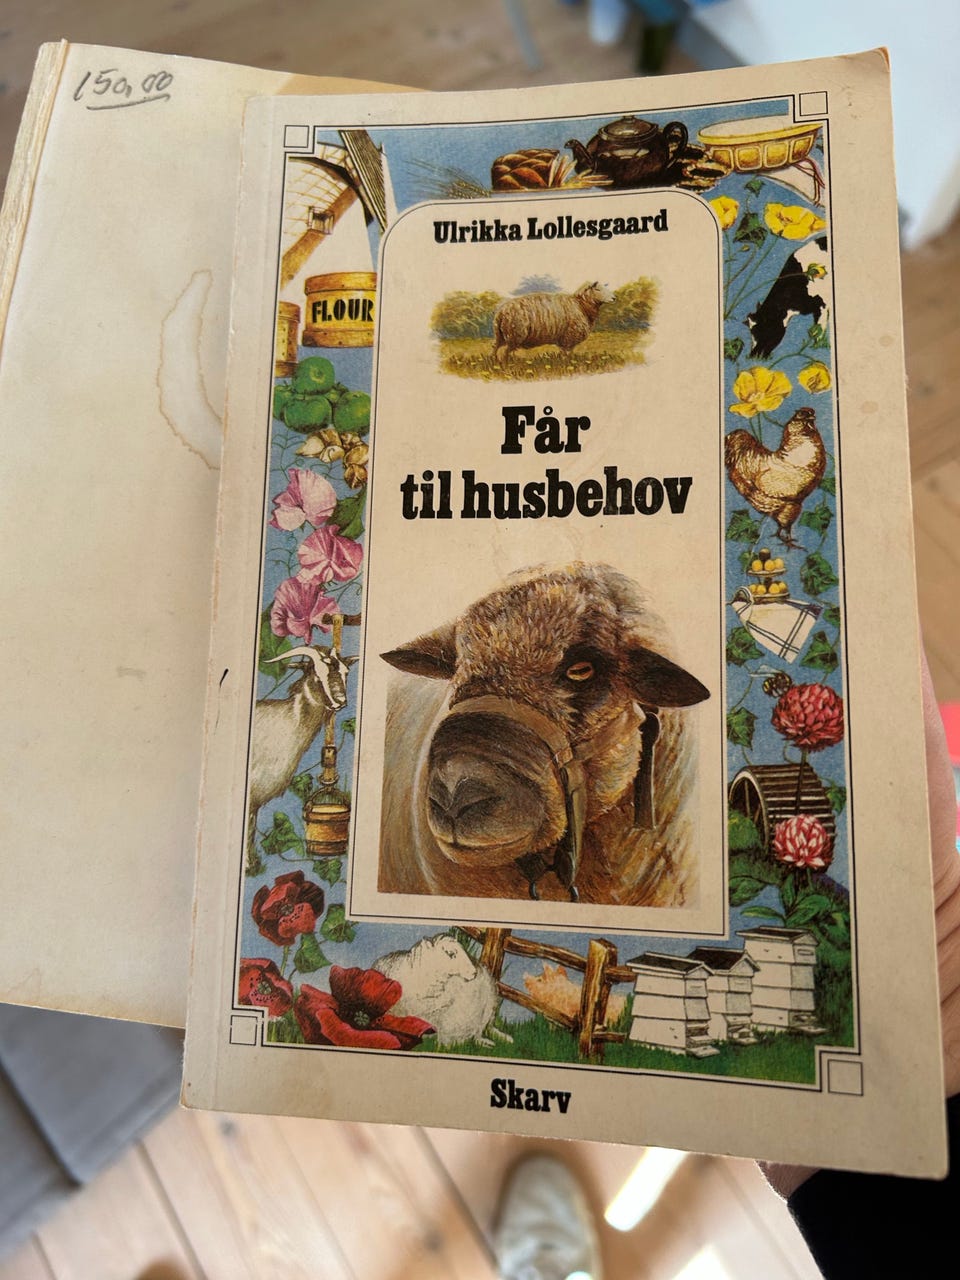 150,00
Ulrikka Lollesgaard
FLOUR
Får
til husbehov
Skarv